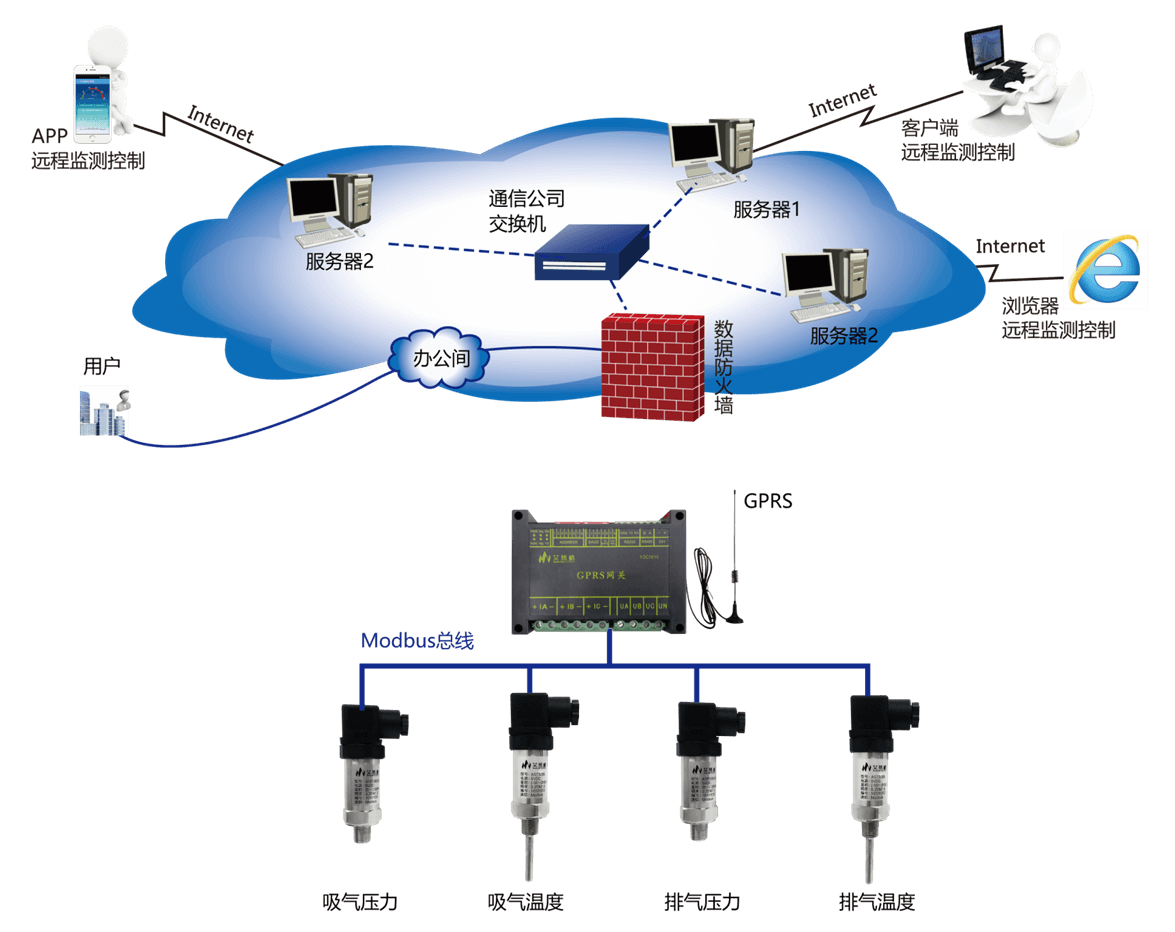 APP
远程监测控制
Internet
Internet
客户端
远程监测控制
通信公司
交换机
服务器1
服务器2
服务器2
Internet
浏览器
远程监测控制
办公间
数据防火墙
用户
GPRS
GPRS网关
+ IA − + IB − + IC − UA UB UC UN
Modbus总线
吸气压力
吸气温度
排气压力
排气温度